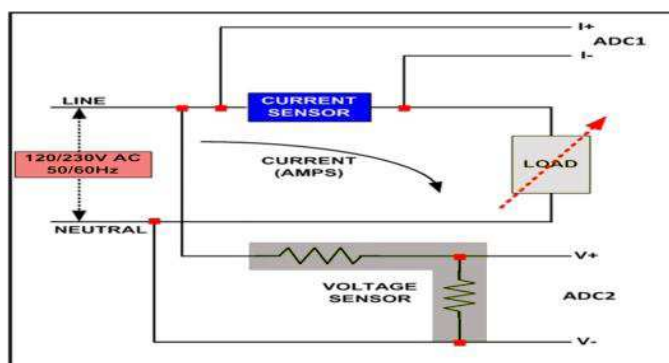 I+
ADC1
I-
LINE
CURRENT
SENSOR
120/230V AC
50/60Hz
CURRENT
(AMPS)
LOAD
NEUTRAL
V+
VOLTAGE
SENSOR
ADC2
V-